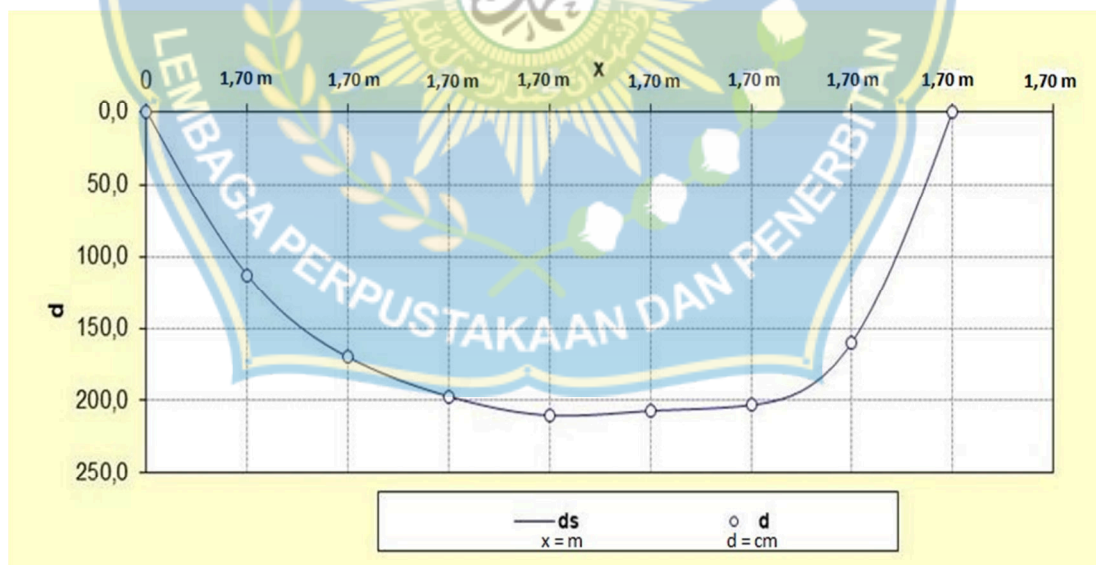 x
0 1,70 m 1,70 m 1,70 m 1,70 m 1,70 m 1,70 m 1,70 m 1,70 m 1,70 m
0,0
50,0
100,0
150,0
200,0
250,0
d
LEMBAGA PERPUSTAKAAN DAN PENERBITAN
ds d
x = m d = cm